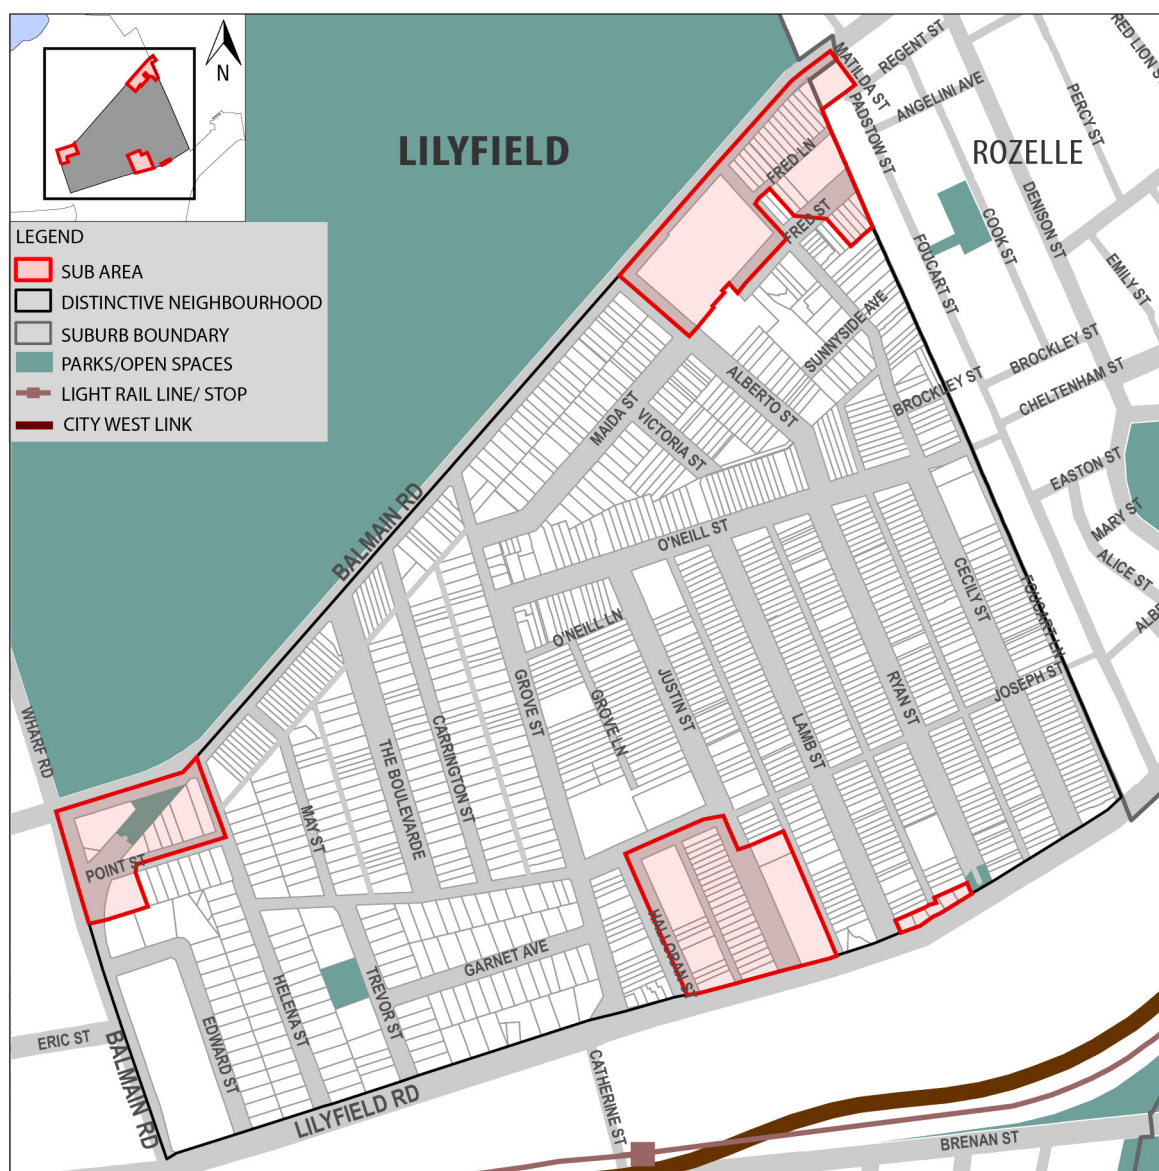 N
LEGEND
SUB AREA
DISTINCTIVE NEIGHBOURHOOD
SUBURB BOUNDARY
PARKS/OPEN SPACES
LIGHT RAIL LINE/ STOP
CITY WEST LINK
LILYFIELD
ROZELLE
MATILDA ST
REGENT ST
RED LION ST
PADSTOW ST
ANGELINI AVE
PERCY ST
FRED LN
FRED ST
DENISON ST
COOK ST
FOUCART ST
EMILY ST
SUNNYSIDE AVE
BROCKLEY ST
BROCKLEY ST
CHELTENHAM ST
ALBERTO ST
MAIDA ST
VICTORIA ST
EASTON ST
MARY ST
ALICE ST
ALBE
BALMAIN RD
O'NEILL ST
CECILY ST
FOUCART LN
O'NEILL LN
JOSEPH ST
GROVE ST
GROVE LN
JUSTIN ST
RYAN ST
LAMB ST
WHARF RD
CARRINGTON ST
THE BOULEVARDE
MAY ST
POINT ST
HALLORAN ST
GARNET AVE
HELENA ST
TREVOR ST
EDWARD ST
ERIC ST
BALMAIN RD
LILYFIELD RD
CATHERINE ST
BRENAN ST